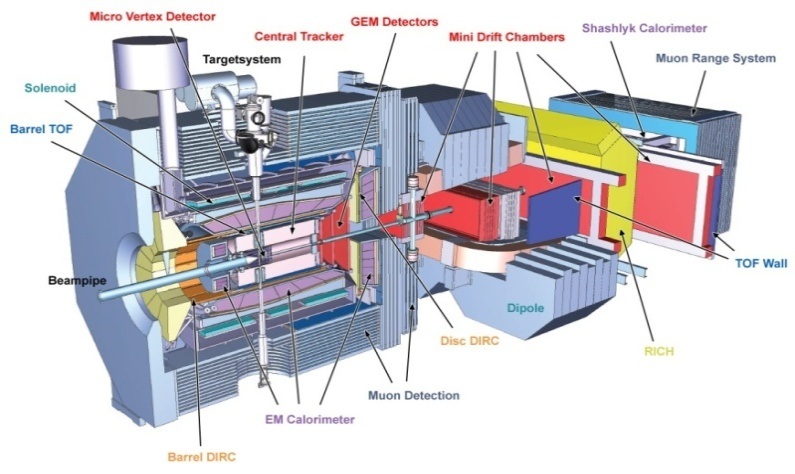 Micro Vertex Detector
GEM Detectors
Central Tracker
Mini Drift Chambers
Shashlyk Calorimeter
Targetsystem
Muon Range System
Solenoid
Barrel TOF
Beampipe
TOF Wall
Dipole
Disc DIRC
RICH
Muon Detection
EM Calorimeter
Barrel DIRC